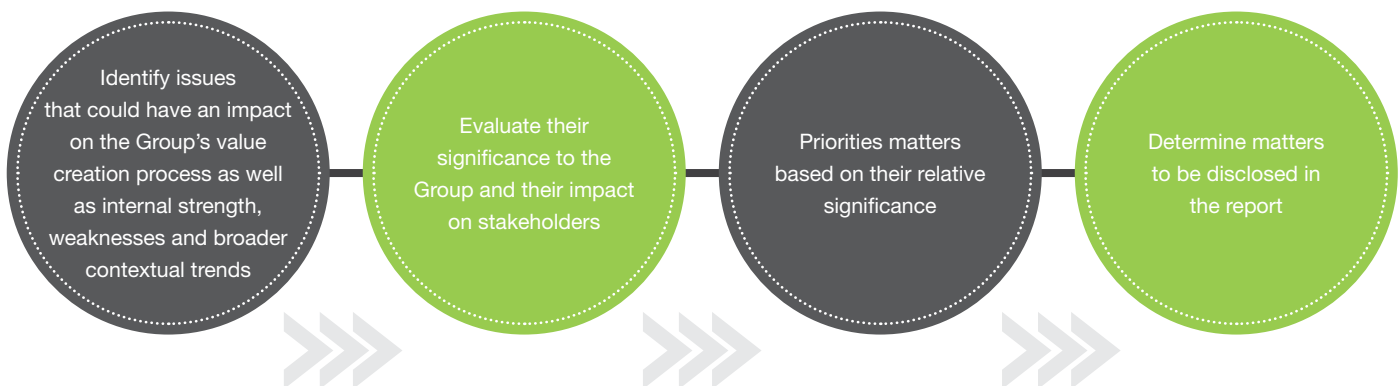 Identify issues
that could have an impact
on the Group’s value
creation process as well
as internal strength,
weaknesses and broader
contextual trends
Evaluate their
significance to the
Group and their impact
on stakeholders
Priorities matters
based on their relative
significance
Determine matters
to be disclosed in
the report